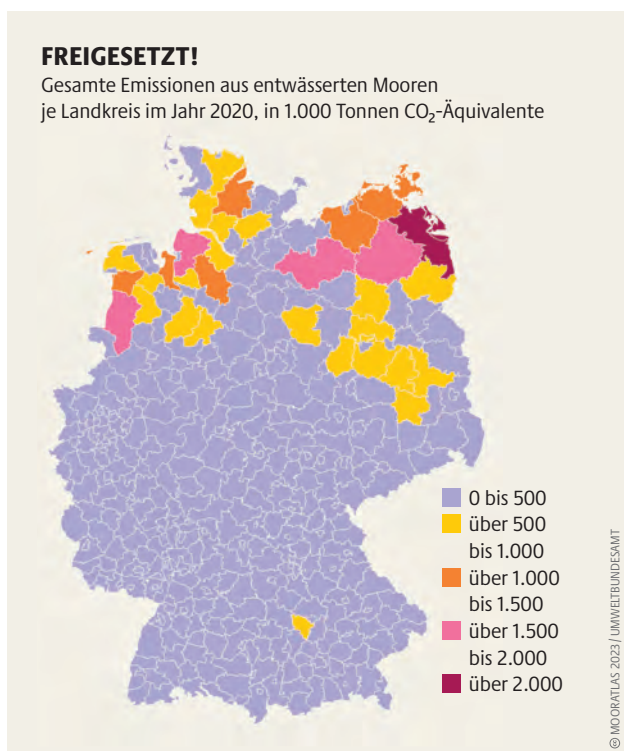 FREIGESETZT!
Gesamte Emissionen aus entwässerten Mooren
je Landkreis im Jahr 2020, in 1.000 Tonnen CO₂-Äquivalente
0 bis 500
über 500
bis 1.000
über 1.000
bis 1.500
über 1.500
bis 2.000
über 2.000
© MOORATLAS 2023 / UMWELTBUNDESAMT